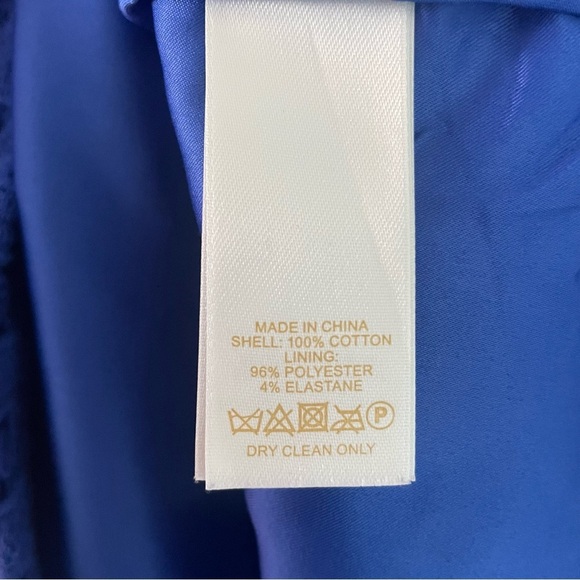 MADE IN CHINA
SHELL: 100% COTTON
LINING:
96% POLYESTER
4% ELASTANE
P
DRY CLEAN ONLY